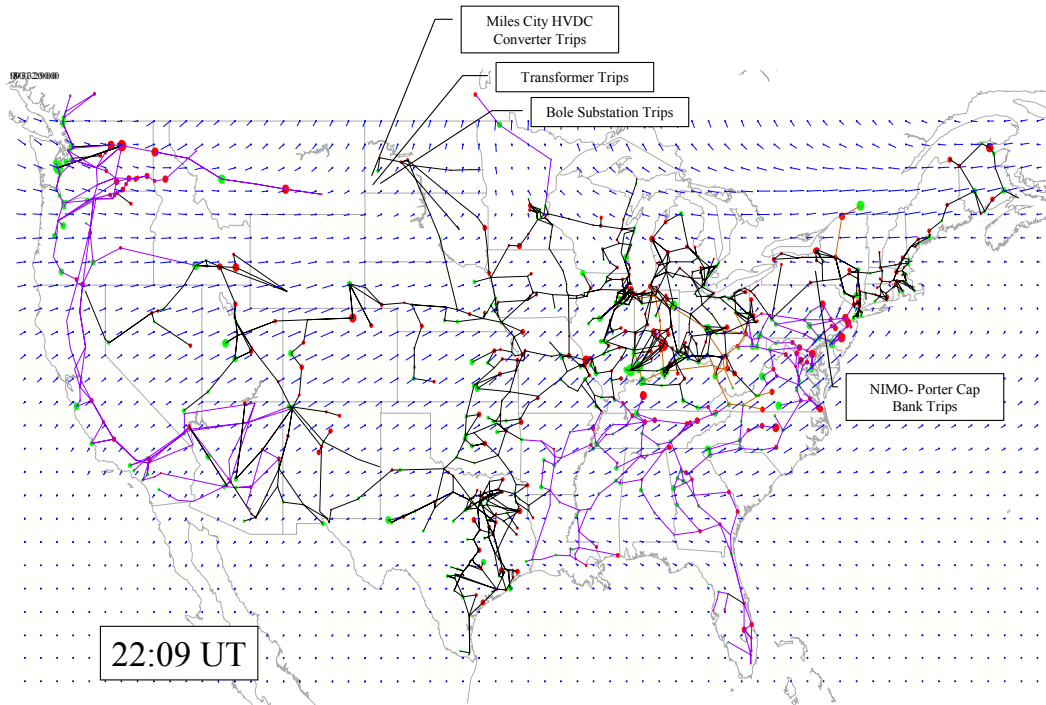 Miles City HVDC
Converter Trips
Transformer Trips
Bole Substation Trips
NIMO- Porter Cap
Bank Trips
22:09 UT